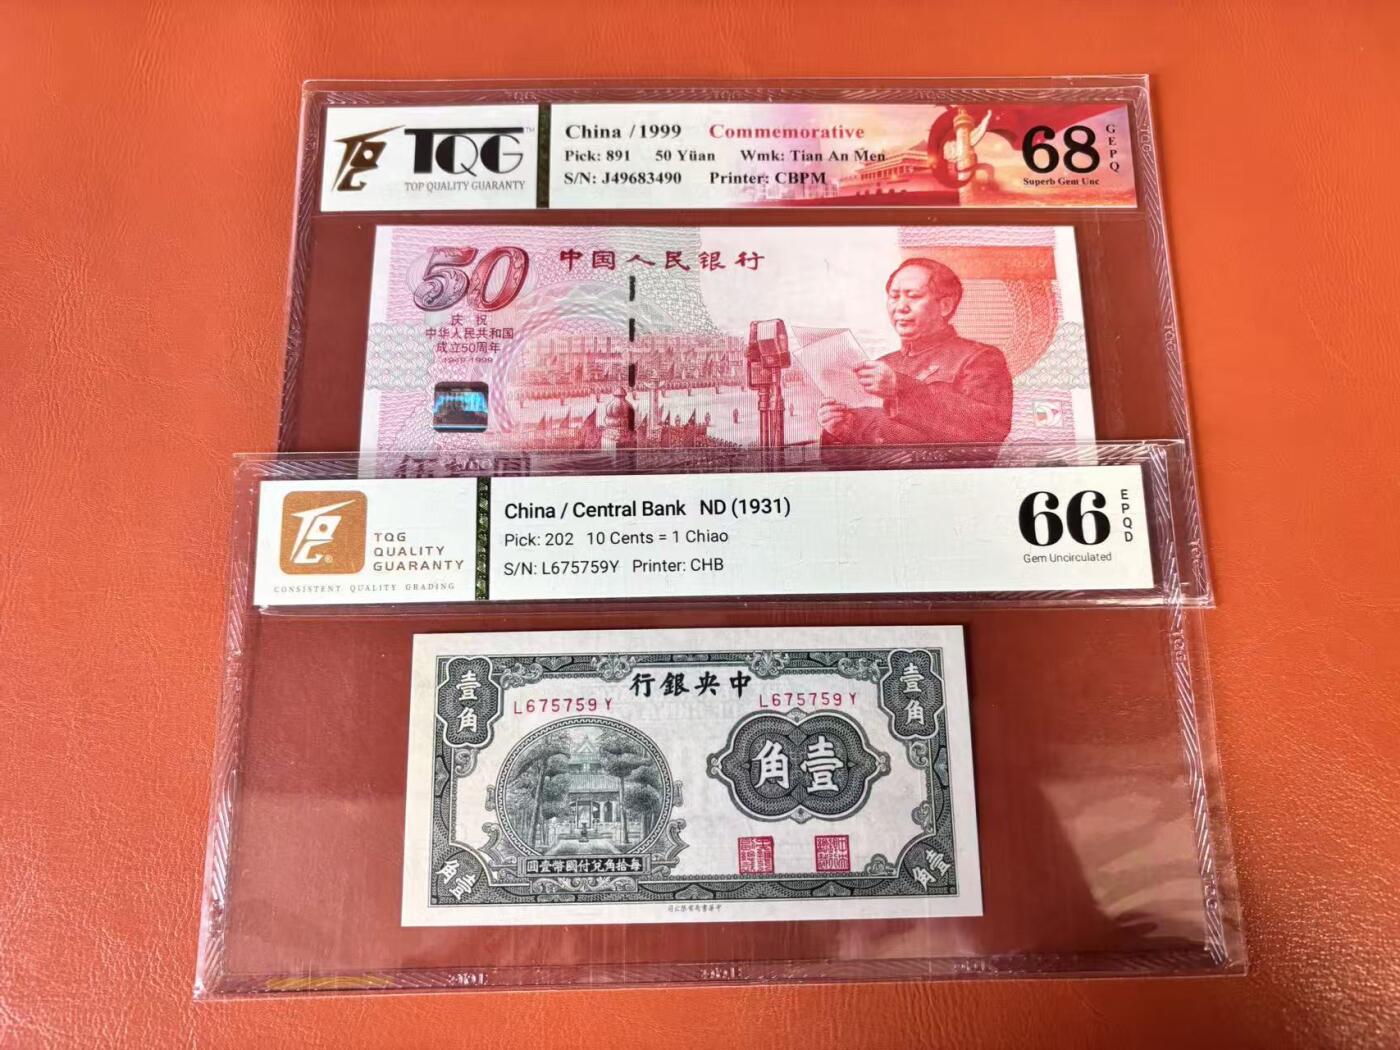 TQG™
TOP QUALITY GUARANTY
China / 1999 Commemorative
Pick: 891 50 Yüan Wmk: Tian An Men
S/N: J49683490 Printer: CBPM
68
GEPQ
Superb Gem Unc
50
中国人民银行
庆祝
中华人民共和国
成立50周年
1949-1999
TQG
QUALITY
GUARANTY
CONSISTENT QUALITY GRADING
China / Central Bank ND (1931)
Pick: 202 10 Cents = 1 Chiao
S/N: L675759Y Printer: CHB
66
EPQD
Gem Uncirculated
行銀央中
壹角
L675759Y
L675759Y
壹角
角壹
每拾角兌付國幣壹圓
角壹
壹角